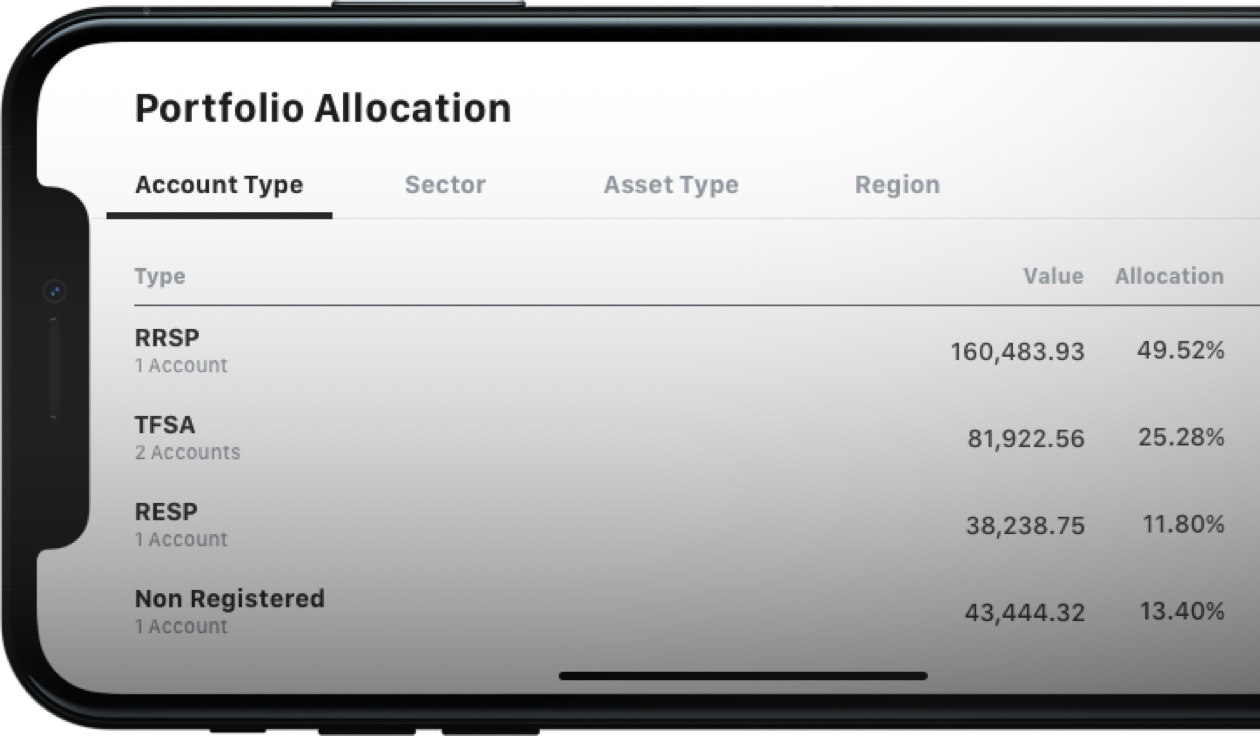 Portfolio Allocation
Account Type Sector Asset Type Region
Type Value Allocation
RRSP
1 Account
160,483.93 49.52%
TFSA
2 Accounts
81,922.56 25.28%
RESP
1 Account
38,238.75 11.80%
Non Registered
1 Account
43,444.32 13.40%